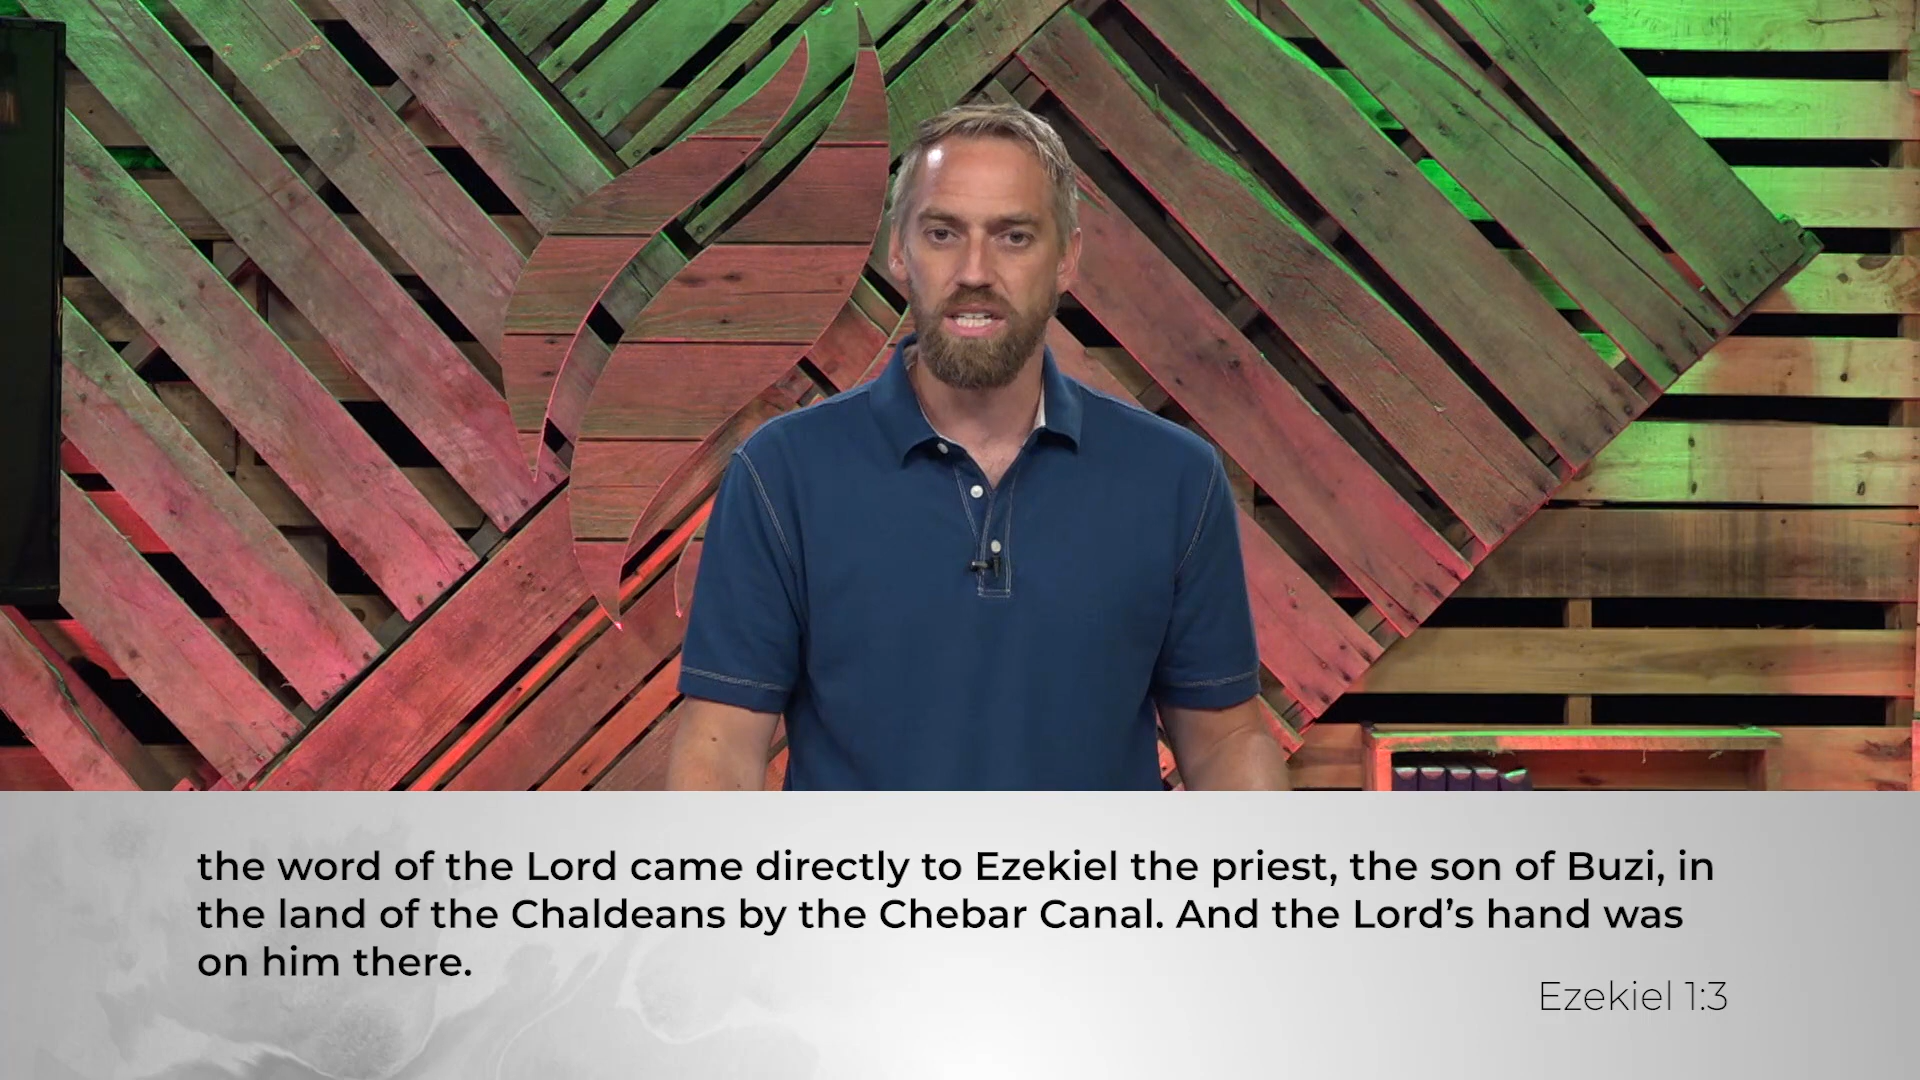 the word of the Lord came directly to Ezekiel the priest, the son of Buzi, in
the land of the Chaldeans by the Chebar Canal. And the Lord’s hand was
on him there.
Ezekiel 1:3